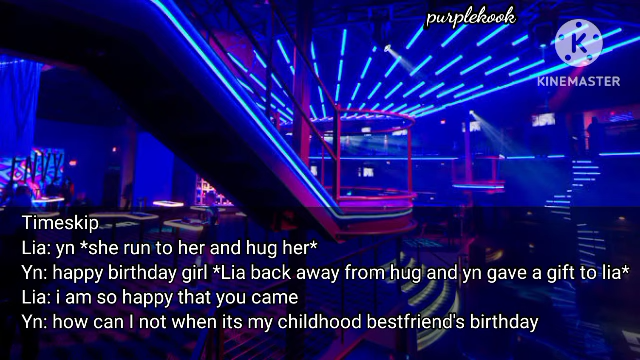 purplekook
K
KINEMASTER
ENVY
Timeskip
Lia: yn *she run to her and hug her*
Yn: happy birthday girl *Lia back away from hug and yn gave a gift to lia*
Lia: i am so happy that you came
Yn: how can I not when its my childhood bestfriend's birthday